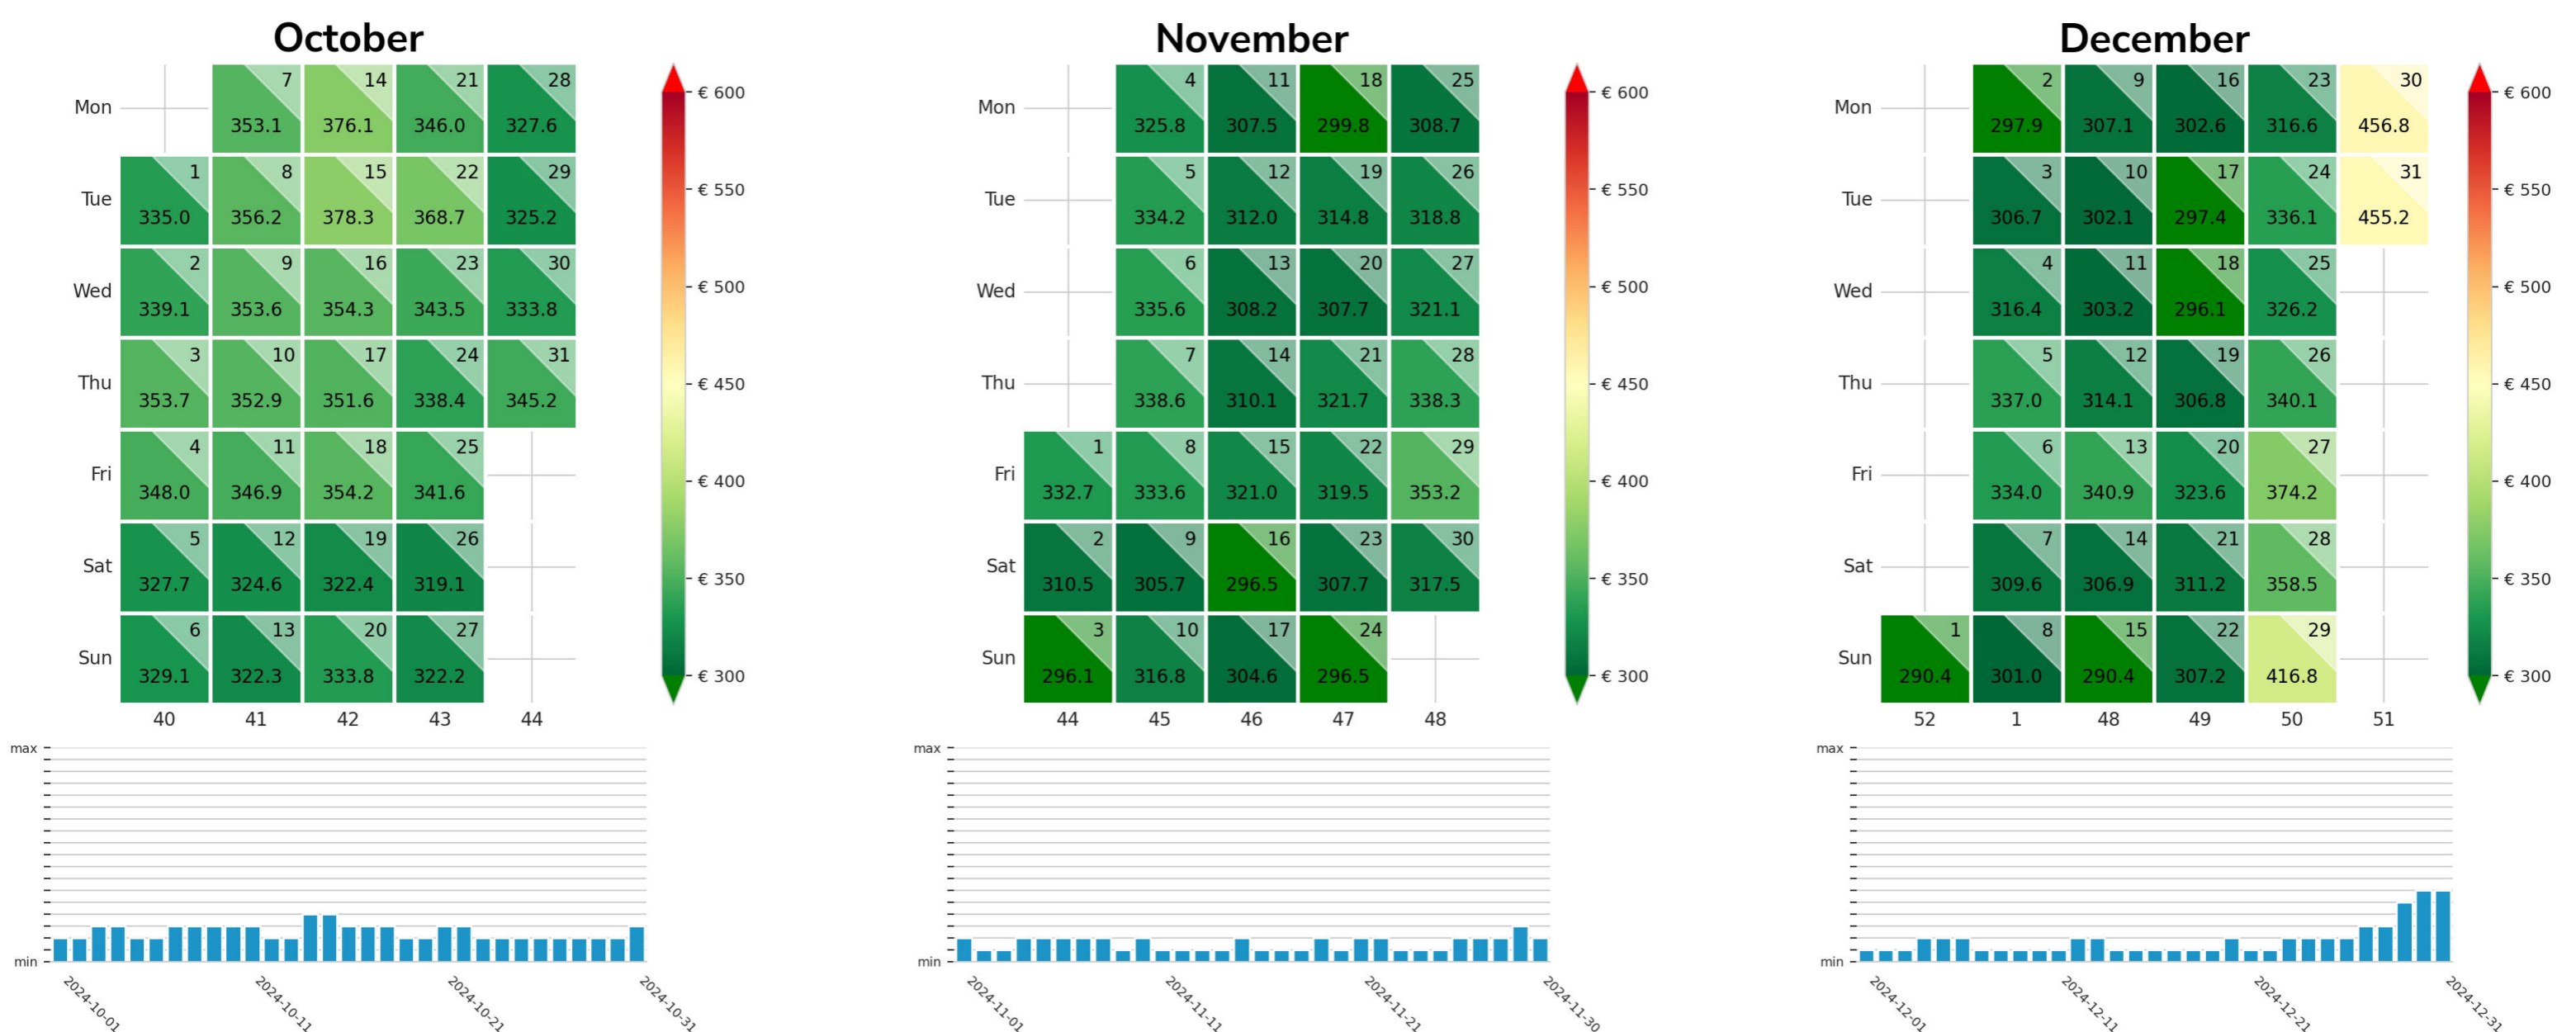 October
November
December
7 14 21 28
Mon 353.1 376.1 346.0 327.6
1 8 15 22 29
Tue 335.0 356.2 378.3 368.7 325.2
2 9 16 23 30
Wed 339.1 353.6 354.3 343.5 333.8
3 10 17 24 31
Thu 353.7 352.9 351.6 338.4 345.2
4 11 18 25
Fri 348.0 346.9 354.2 341.6
5 12 19 26
Sat 327.7 324.6 322.4 319.1
6 13 20 27
Sun 329.1 322.3 333.8 322.2
40 41 42 43 44
€ 600
€ 550
€ 500
€ 450
€ 400
€ 350
€ 300
max
min
2024-10-01
2024-10-11
2024-10-21
2024-10-31
4 11 18 25
Mon 325.8 307.5 299.8 308.7
5 12 19 26
Tue 334.2 312.0 314.8 318.8
6 13 20 27
Wed 335.6 308.2 307.7 321.1
7 14 21 28
Thu 338.6 310.1 321.7 338.3
1 8 15 22 29
Fri 332.7 333.6 321.0 319.5 353.2
2 9 16 23 30
Sat 310.5 305.7 296.5 307.7 317.5
3 10 17 24
Sun 296.1 316.8 304.6 296.5
44 45 46 47 48
€ 600
€ 550
€ 500
€ 450
€ 400
€ 350
€ 300
max
min
2024-11-01
2024-11-11
2024-11-21
2024-11-30
2 9 16 23 30
Mon 297.9 307.1 302.6 316.6 456.8
3 10 17 24 31
Tue 306.7 302.1 297.4 336.1 455.2
4 11 18 25
Wed 316.4 303.2 296.1 326.2
5 12 19 26
Thu 337.0 314.1 306.8 340.1
6 13 20 27
Fri 334.0 340.9 323.6 374.2
7 14 21 28
Sat 309.6 306.9 311.2 358.5
1 8 15 22 29
Sun 290.4 301.0 290.4 307.2 416.8
52 1 48 49 50 51
€ 600
€ 550
€ 500
€ 450
€ 400
€ 350
€ 300
max
min
2024-12-01
2024-12-11
2024-12-21
2024-12-31